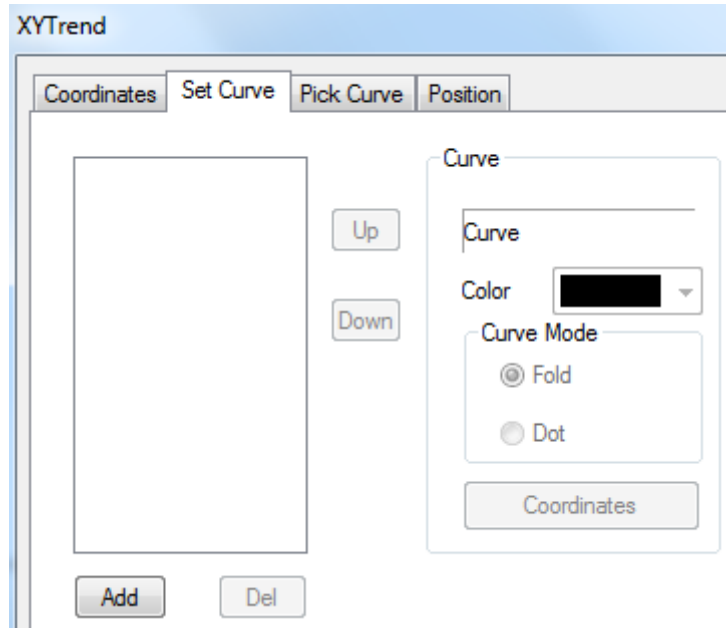 XYTrend
Coordinates Set Curve Pick Curve Position
Curve
Up
Curve
Color
Down
Curve Mode
Fold
Dot
Coordinates
Add Del